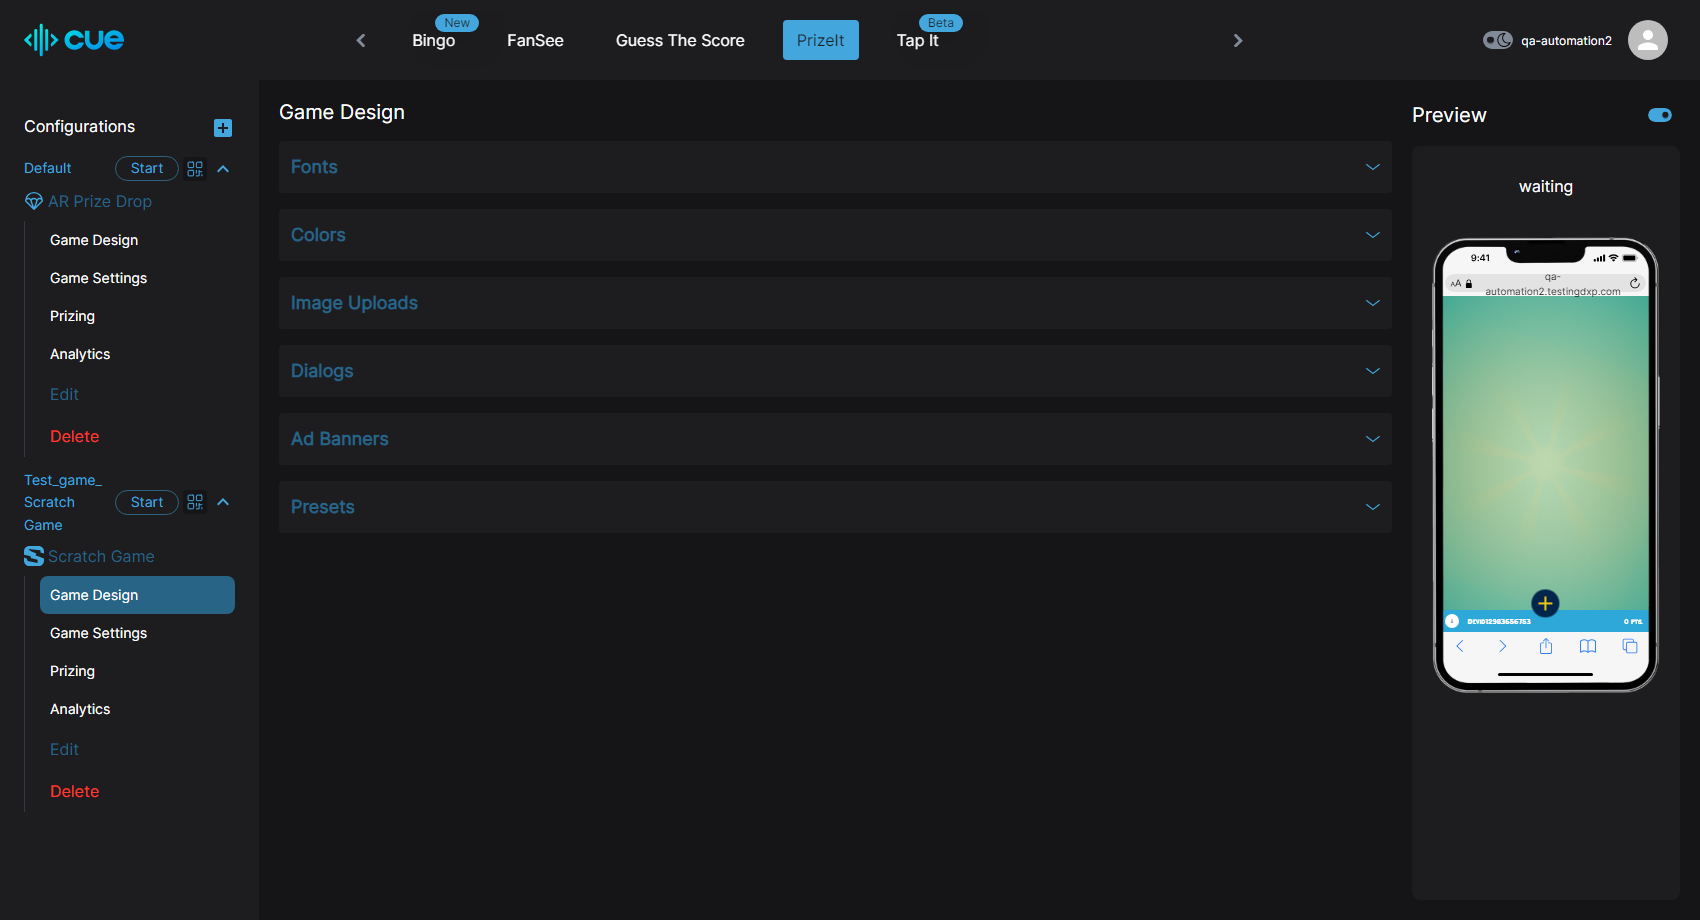 cue
New
Bingo
FanSee
Guess The Score
PrizeIt
Beta
Tap It
qa-automation2
Configurations
Default
Start
AR Prize Drop
Game Design
Game Settings
Prizing
Analytics
Edit
Delete
Test_game_
Scratch
Game
Start
Scratch Game
Game Design
Game Settings
Prizing
Analytics
Edit
Delete
Game Design
Fonts
Colors
Image Uploads
Dialogs
Ad Banners
Presets
Preview
waiting
9:41
AA
qa-
automation2.testingdxp.com
0 PTS.